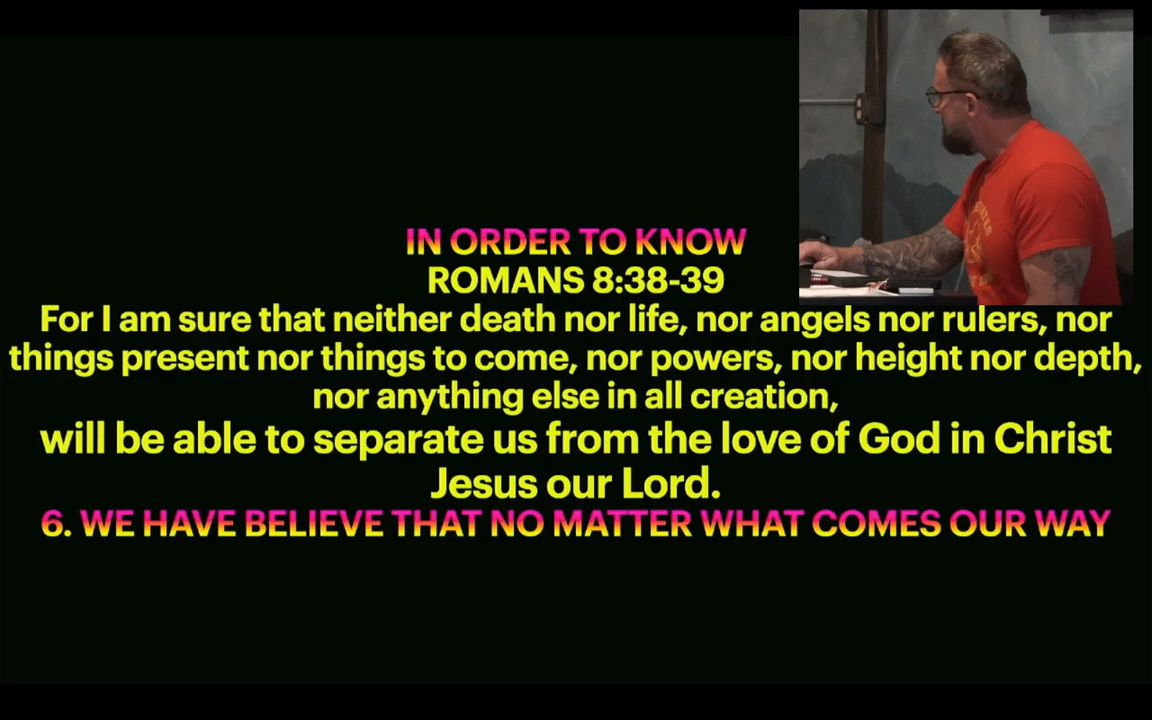 IN ORDER TO KNOW
ROMANS 8:38-39
For I am sure that neither death nor life, nor angels nor rulers, nor
things present nor things to come, nor powers, nor height nor depth,
nor anything else in all creation,
will be able to separate us from the love of God in Christ
Jesus our Lord.
6. WE HAVE BELIEVE THAT NO MATTER WHAT COMES OUR WAY